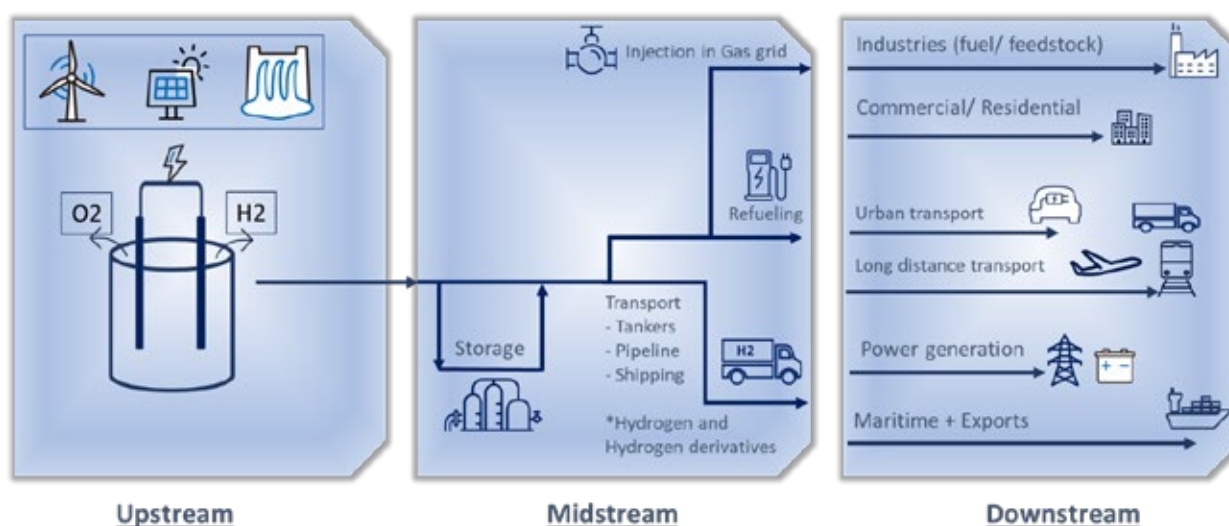 O2
H2
Upstream
Injection in Gas grid
Refueling
Storage
Transport
- Tankers
- Pipeline
- Shipping
H2
*Hydrogen and
Hydrogen derivatives
Midstream
Industries (fuel/ feedstock)
Commercial/ Residential
Urban transport
Long distance transport
Power generation
Maritime + Exports
Downstream